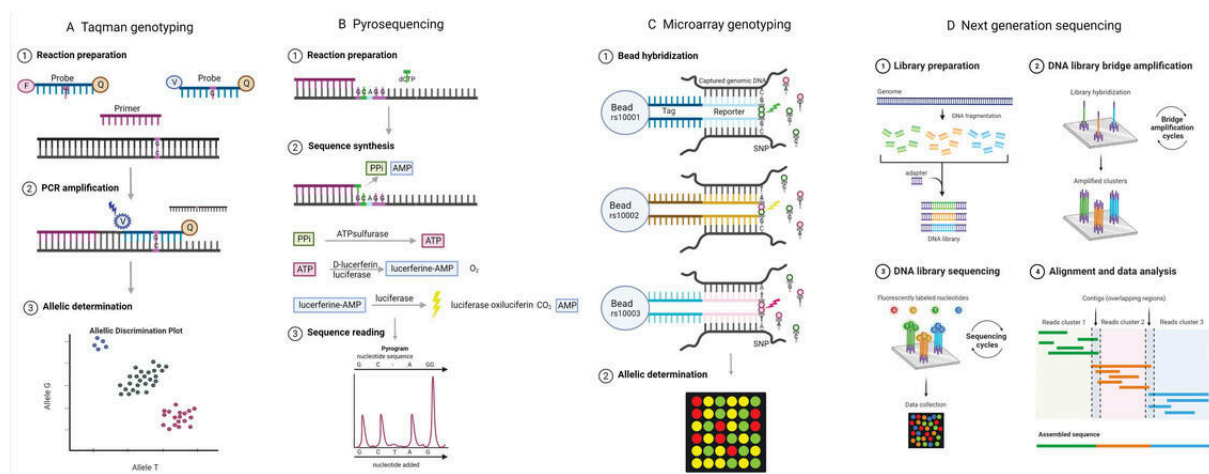 A Taqman genotyping
1 Reaction preparation
F Probe Q
V Probe Q
G
Primer
2 PCR amplification
V
Q
3 Allelic determination
Allellic Discrimination Plot
Allele G
Allele T
B Pyrosequencing
1 Reaction preparation
dGTP
G C A G G
2 Sequence synthesis
PPi AMP
G C A G G
PPi ATPsulfurase ATP
ATP D-lucerferin luciferase lucerferine-AMP O2
lucerferine-AMP luciferase luciferase oxiluciferin CO2 AMP
3 Sequence reading
Pyrogram
nucleotide sequence
G C - A GG
G C T A G
nucleotide added
C Microarray genotyping
1 Bead hybridization
Captured genomic DNA
Bead
rs10001
Tag Reporter
SNP
Bead
rs10002
Bead
rs10003
SNP
2 Allelic determination
D Next generation sequencing
1 Library preparation
Genome
DNA fragmentation
adapter
DNA library
2 DNA library bridge amplification
Library hybridization
Bridge
amplification
cycles
Amplified clusters
3 DNA library sequencing
Fluorescently labeled nucleotides
Sequencing
cycles
Data collection
4 Alignment and data analysis
Contigs (overlapping regions)
Reads cluster 1 Reads cluster 2 Reads cluster 3
Assembled sequence